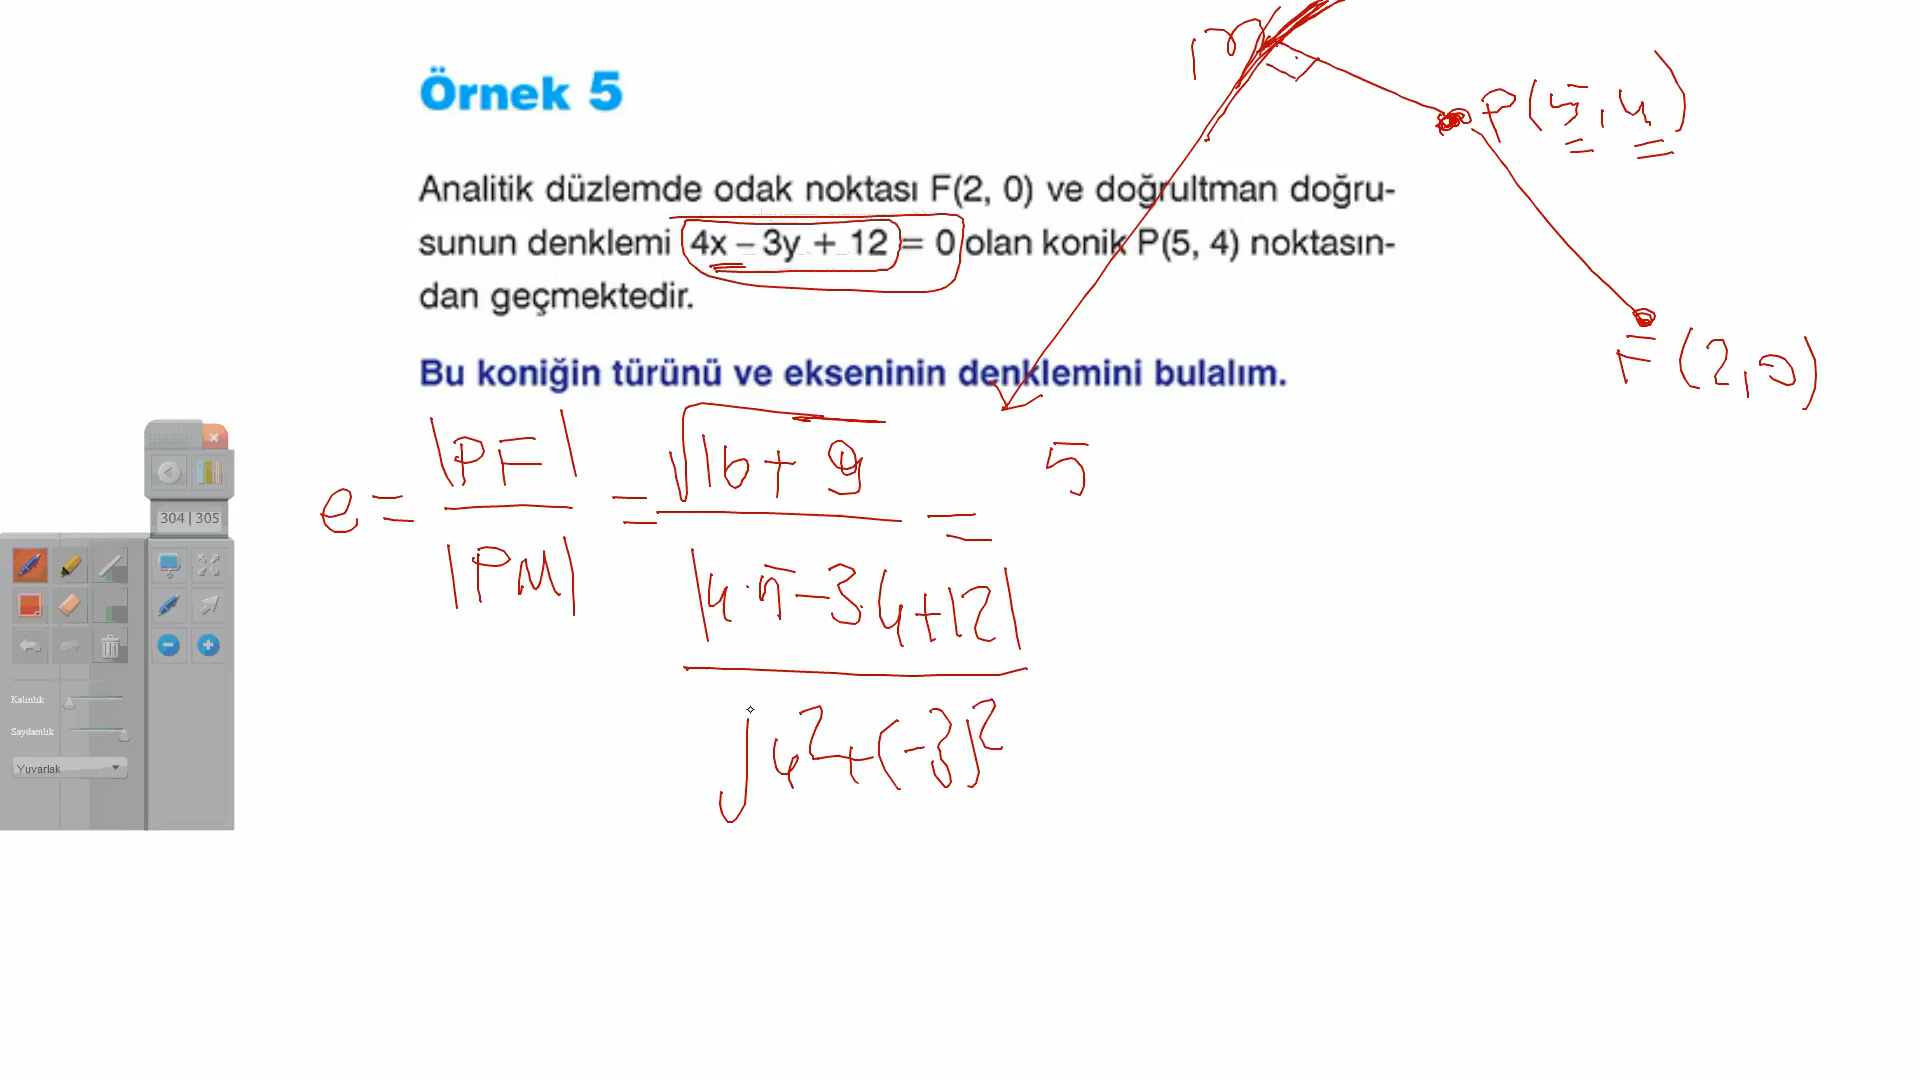 Örnek 5
Analitik düzlemde odak noktası F(2, 0) ve doğrultman doğru-
sunun denklemi 4x – 3y + 12 = 0 olan konik P(5, 4) noktasın-
dan geçmektedir.
Bu koniğin türünü ve ekseninin denklemini bulalım.
M
P(5,4)
F(2,0)
e = |PF| / |PM| = √16+9 / |4.5-3.4+12| / √4²+(-3)² = 5
304 | 305
Kalınlık
Saydamlık
Yuvarlak